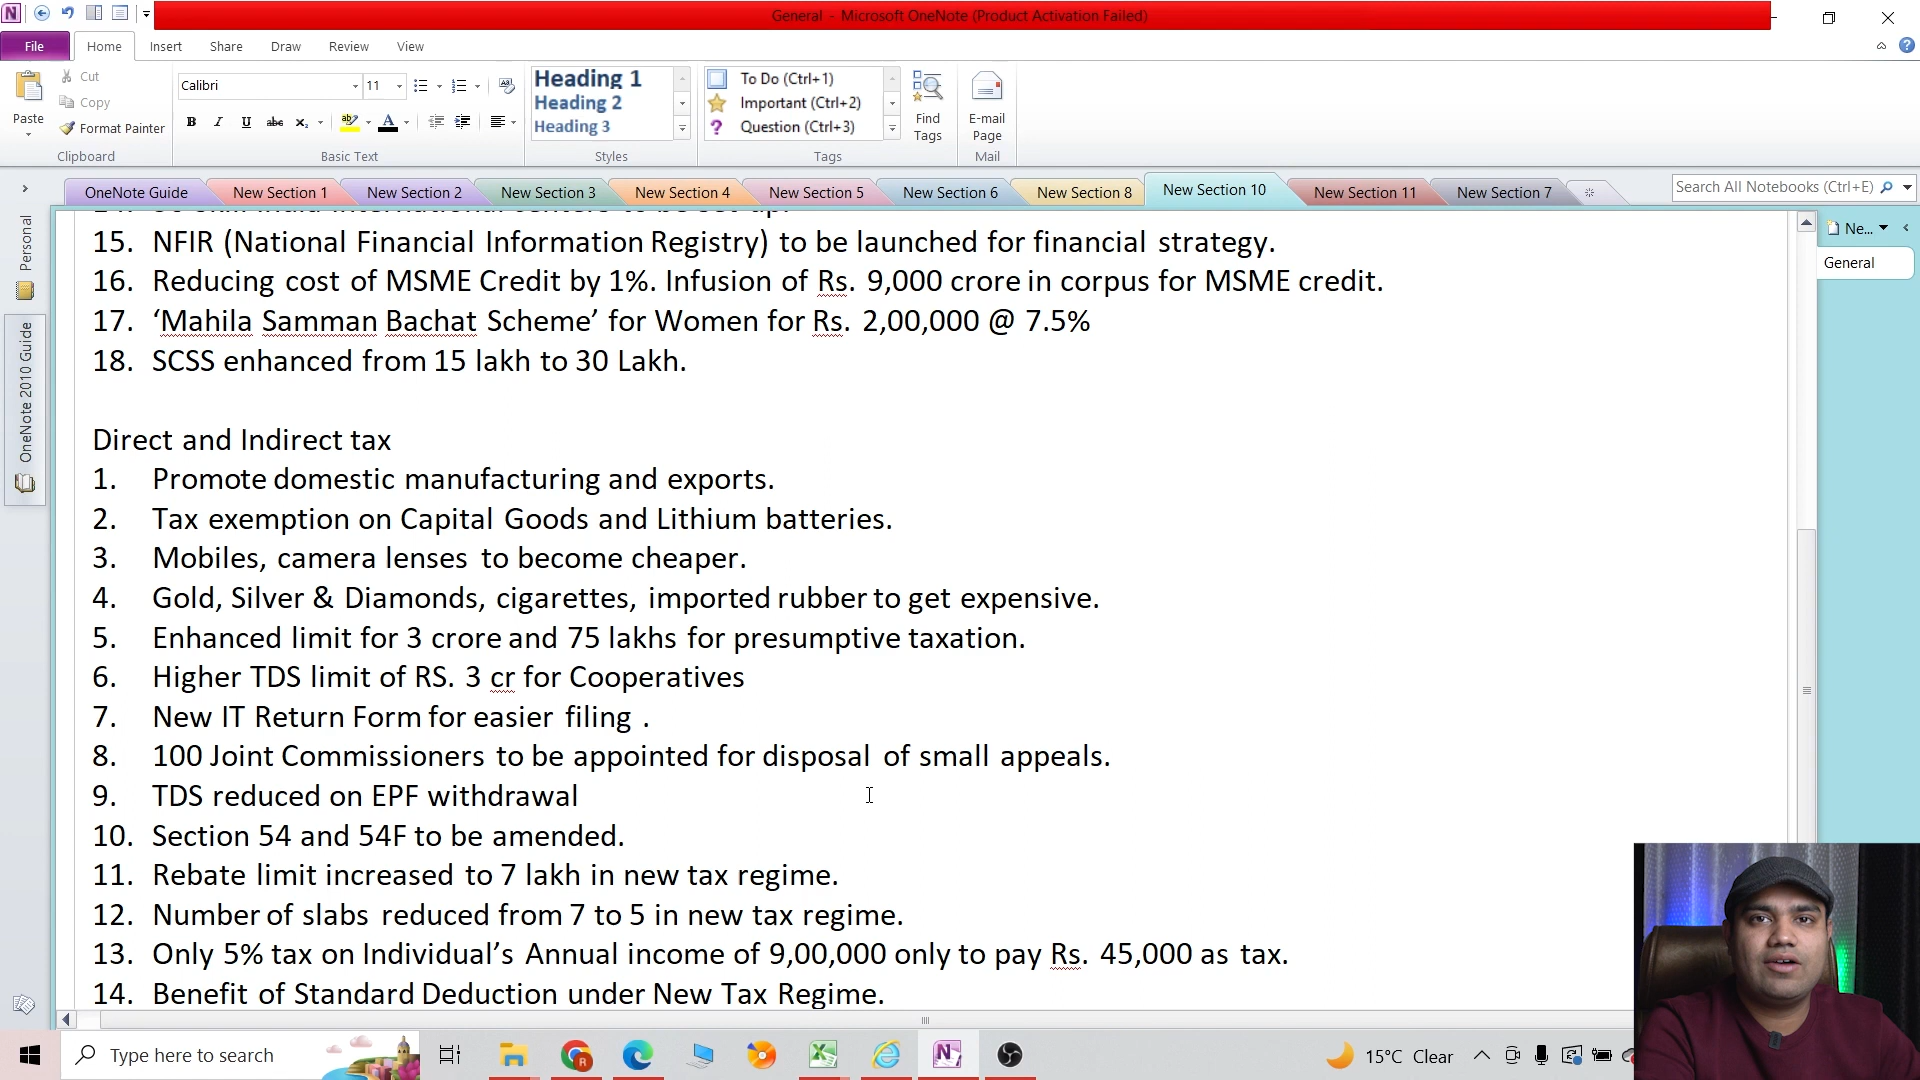 General - Microsoft OneNote (Product Activation Failed)
File Home Insert Share Draw Review View
Paste
Cut
Copy
Format Painter
Clipboard
Calibri 11
B I U abc x₂ ab A
Basic Text
Heading 1
Heading 2
Heading 3
Styles
To Do (Ctrl+1)
Important (Ctrl+2)
Question (Ctrl+3)
Tags
Find Tags
E-mail Page
Mail
OneNote Guide New Section 1 New Section 2 New Section 3 New Section 4 New Section 5 New Section 6 New Section 8 New Section 10 New Section 11 New Section 7
Search All Notebooks (Ctrl+E)
Personal
OneNote 2010 Guide
Ne...
General
15. NFIR (National Financial Information Registry) to be launched for financial strategy.
16. Reducing cost of MSME Credit by 1%. Infusion of Rs. 9,000 crore in corpus for MSME credit.
17. ‘Mahila Samman Bachat Scheme’ for Women for Rs. 2,00,000 @ 7.5%
18. SCSS enhanced from 15 lakh to 30 Lakh.
Direct and Indirect tax
1. Promote domestic manufacturing and exports.
2. Tax exemption on Capital Goods and Lithium batteries.
3. Mobiles, camera lenses to become cheaper.
4. Gold, Silver & Diamonds, cigarettes, imported rubber to get expensive.
5. Enhanced limit for 3 crore and 75 lakhs for presumptive taxation.
6. Higher TDS limit of RS. 3 cr for Cooperatives
7. New IT Return Form for easier filing .
8. 100 Joint Commissioners to be appointed for disposal of small appeals.
9. TDS reduced on EPF withdrawal
10. Section 54 and 54F to be amended.
11. Rebate limit increased to 7 lakh in new tax regime.
12. Number of slabs reduced from 7 to 5 in new tax regime.
13. Only 5% tax on Individual’s Annual income of 9,00,000 only to pay Rs. 45,000 as tax.
14. Benefit of Standard Deduction under New Tax Regime.
Type here to search
15°C Clear